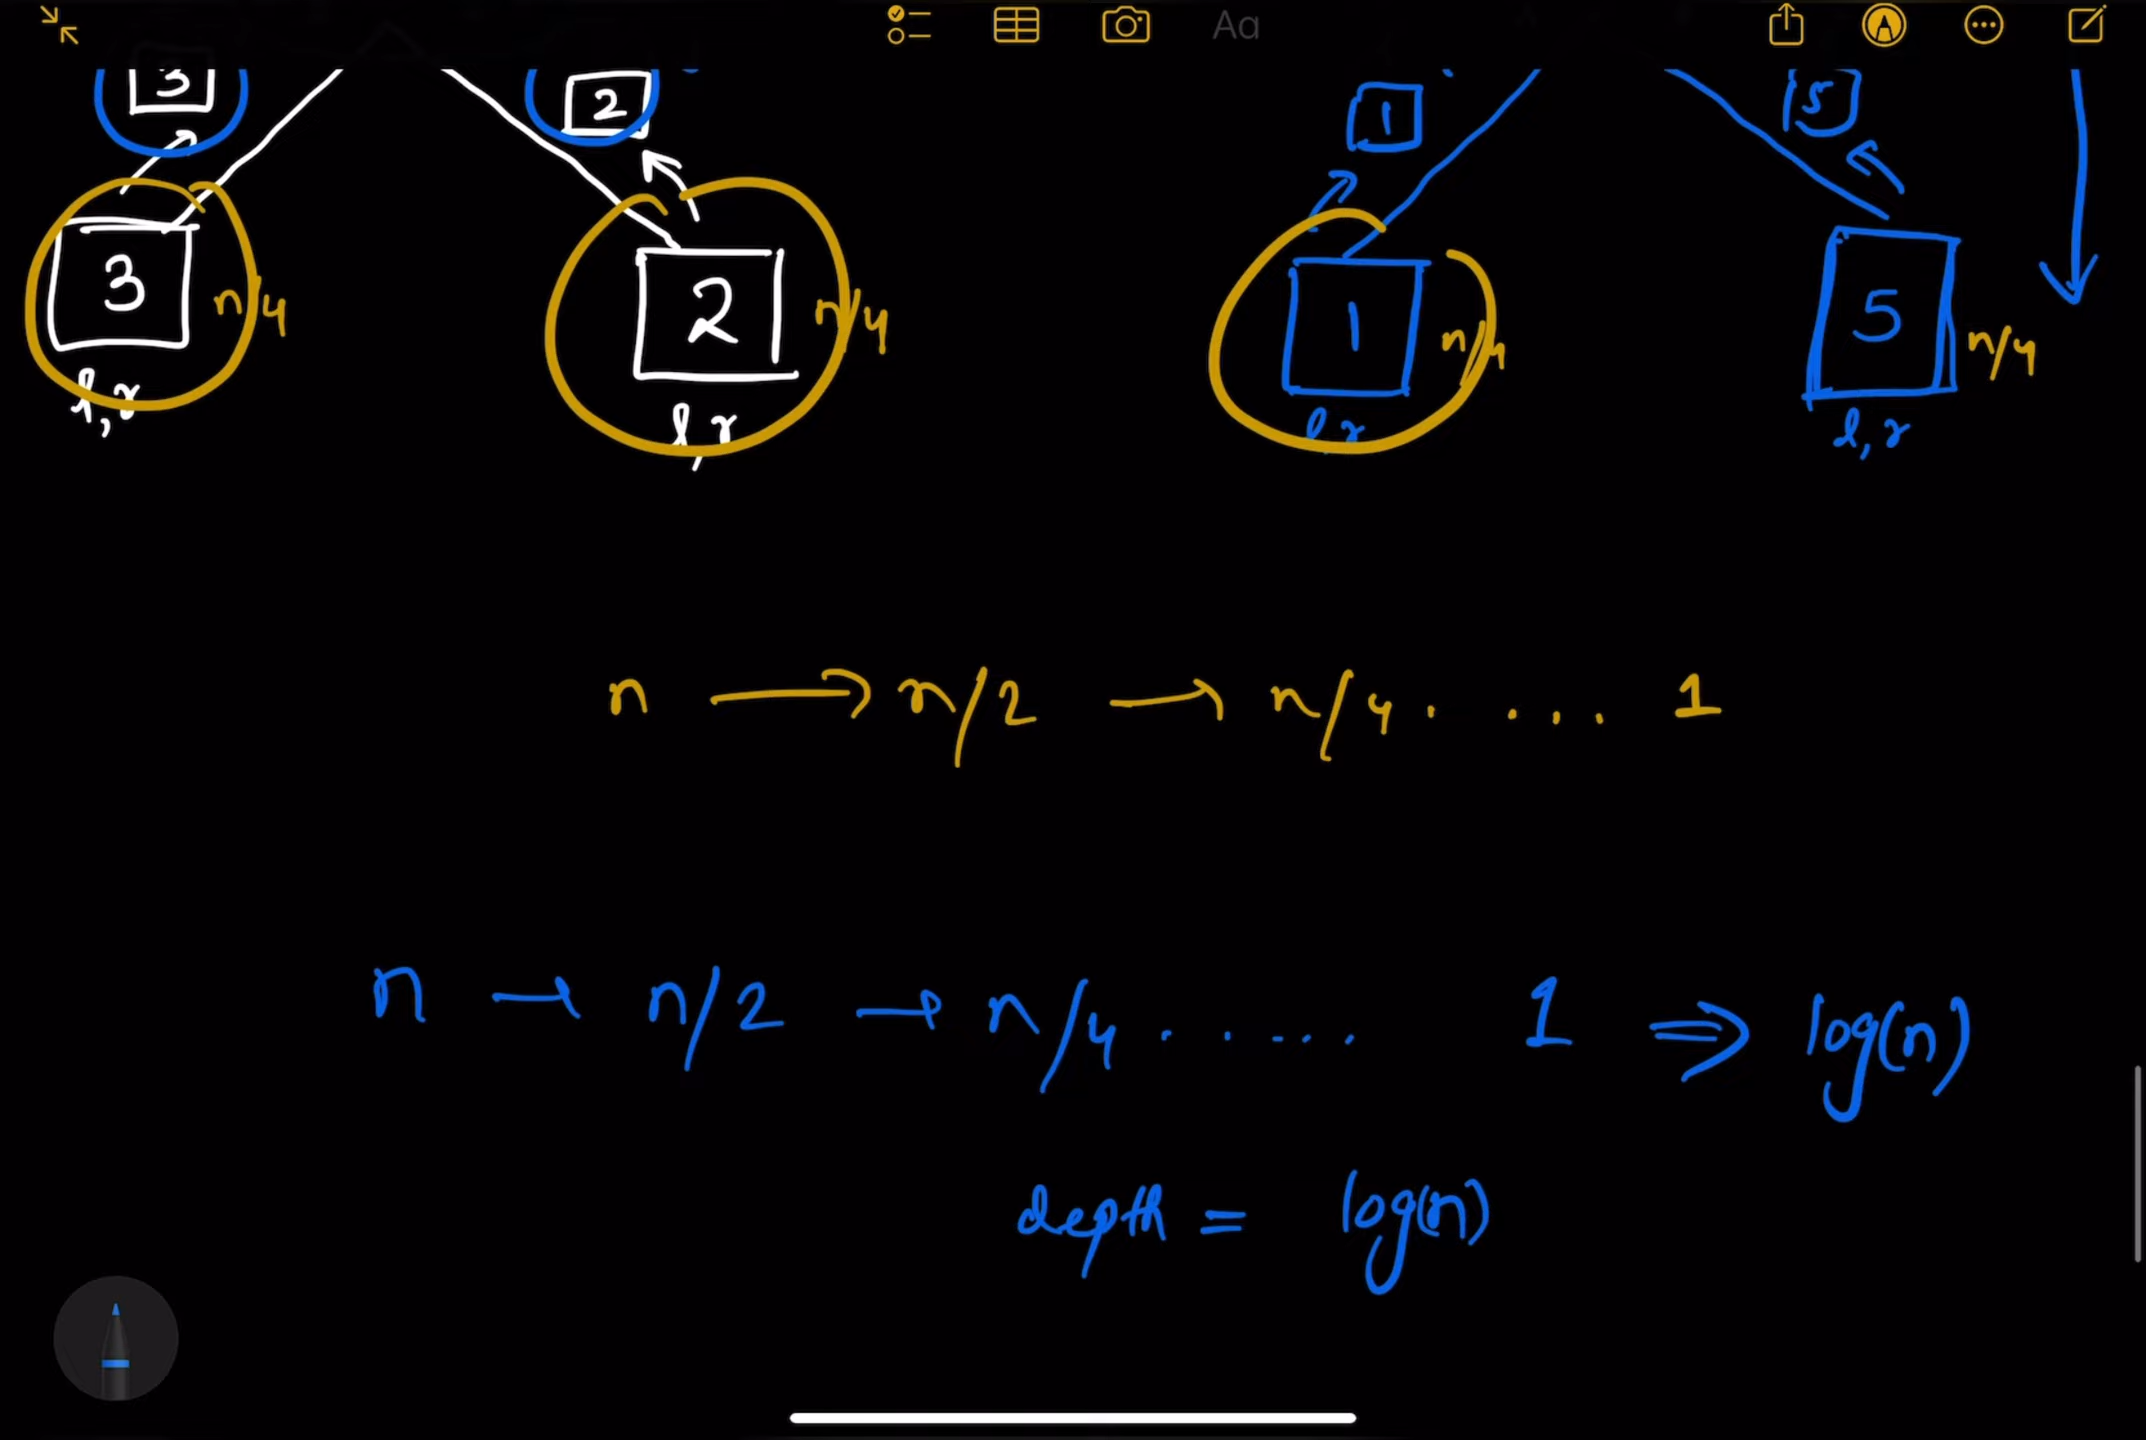 Aa
3 2 1 5
3 n/4 2 n/4 1 n/4 5 n/4
l,r l,r l,r l,r
n → n/2 → n/4 . .... 1
n → n/2 → n/4 ...... 1 ⇒ log(n)
depth = log(n)